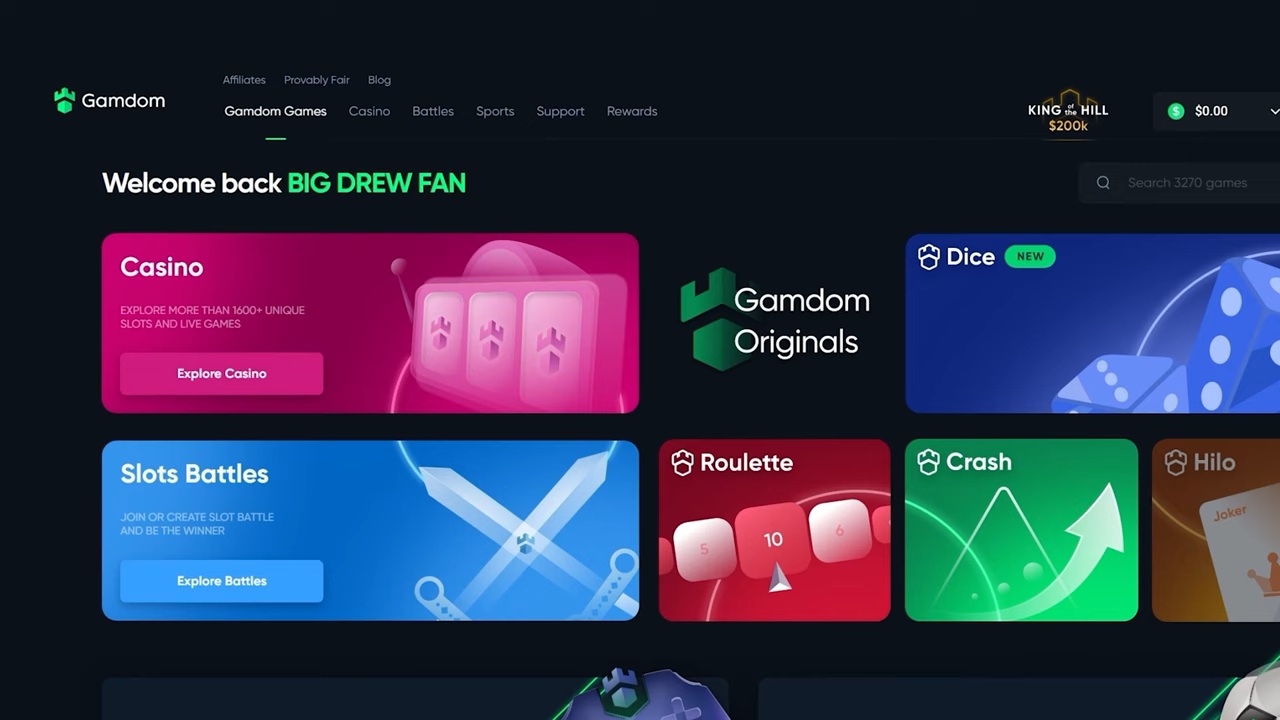 Affiliates Provably Fair Blog
Gamdom
Gamdom Games Casino Battles Sports Support Rewards
KING of the HILL
$200k
$ $0.00
Welcome back BIG DREW FAN
Search 3270 games
Casino
EXPLORE MORE THAN 1600+ UNIQUE
SLOTS AND LIVE GAMES
Explore Casino
Gamdom
Originals
Dice NEW
Slots Battles
JOIN OR CREATE SLOT BATTLE
AND BE THE WINNER
Explore Battles
Roulette
5 10 6
Crash
Hilo
Joker